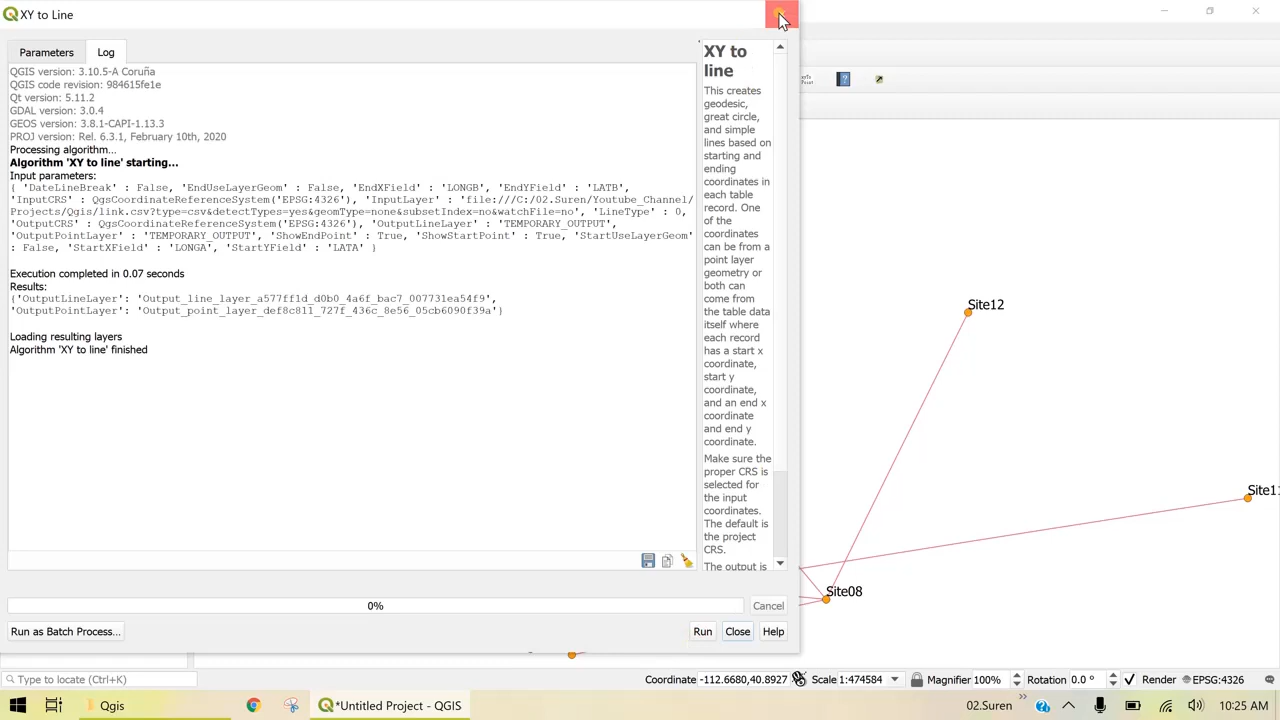 XY to Line
Parameters
Log
QGIS version: 3.10.5-A Coruña
QGIS code revision: 984615fe1e
Qt version: 5.11.2
GDAL version: 3.0.4
GEOS version: 3.8.1-CAPI-1.13.3
PROJ version: Rel. 6.3.1, February 10th, 2020
Processing algorithm…
Algorithm 'XY to line' starting…
Input parameters:
{ 'DateLineBreak' : False, 'EndUseLayerGeom' : False, 'EndXField' : 'LONGB', 'EndYField' : 'LATB',
: QgsCoordinateReferenceSystem('EPSG:4326'), 'InputLayer' : 'file:///C:/02.Suren/Youtube_Channel/
Projects/Qgis/link.csv?type=csv&detectTypes=yes&geomType=none&subsetIndex=no&watchFile=no', 'LineType' : 0,
'OutputCRS' : QgsCoordinateReferenceSystem('EPSG:4326'), 'OutputLineLayer' : 'TEMPORARY_OUTPUT',
'OutputPointLayer' : 'TEMPORARY_OUTPUT', 'ShowEndPoint' : True, 'ShowStartPoint' : True, 'StartUseLayerGeom'
: False, 'StartXField' : 'LONGA', 'StartYField' : 'LATA' }
Execution completed in 0.07 seconds
Results:
{'OutputLineLayer': 'Output_line_layer_a577ff1d_d0b0_4a6f_bac7_007731ea54f9',
'OutputPointLayer': 'Output_point_layer_def8c811_727f_436c_8e56_05cb6090f39a'}
Loading resulting layers
Algorithm 'XY to line' finished
XY to
line
This creates
geodesic,
great circle,
and simple
lines based on
starting and
ending
coordinates in
each table
record. One
of the
coordinates
can be from a
point layer
geometry or
both can
come from
the table data
itself where
each record
has a start x
coordinate,
start y
coordinate,
and an end x
coordinate
and end y
coordinate.
Make sure the
proper CRS is
selected for
the input
coordinates.
The default is
the project
CRS.
The output is
0%
Cancel
Run as Batch Process…
Run
Close
Help
Site12
Site11
Site08
Type to locate (Ctrl+K)
Coordinate -112.6680,40.8927
Scale 1:474584
Magnifier 100%
Rotation 0.0 °
Render
EPSG:4326
Qgis
*Untitled Project - QGIS
02.Suren
10:25 AM